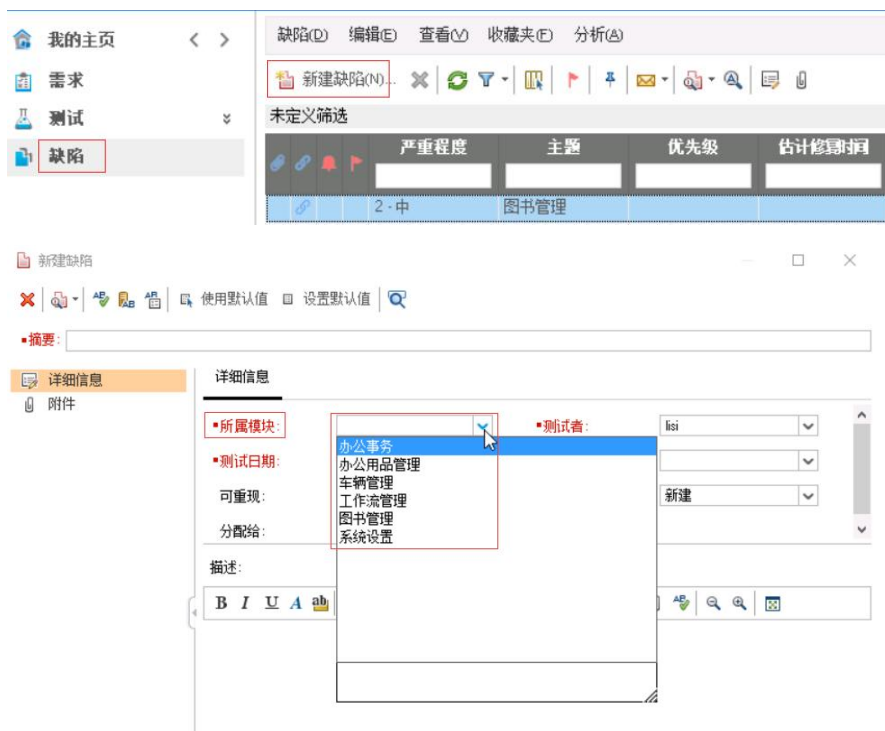 我的主页
需求
测试
缺陷
缺陷(D) 编辑(E) 查看(V) 收藏夹(F) 分析(A)
新建缺陷(N)...
未定义筛选
严重程度 主题 优先级 估计修复时间
2 - 中 图书管理
新建缺陷
使用默认值 设置默认值
摘要:
详细信息
附件
详细信息
所属模块: 测试者: lisi
办公事务
测试日期: 办公用品管理
车辆管理
可重现: 工作流管理 新建
图书管理
分配给: 系统设置
描述:
B I U A ab